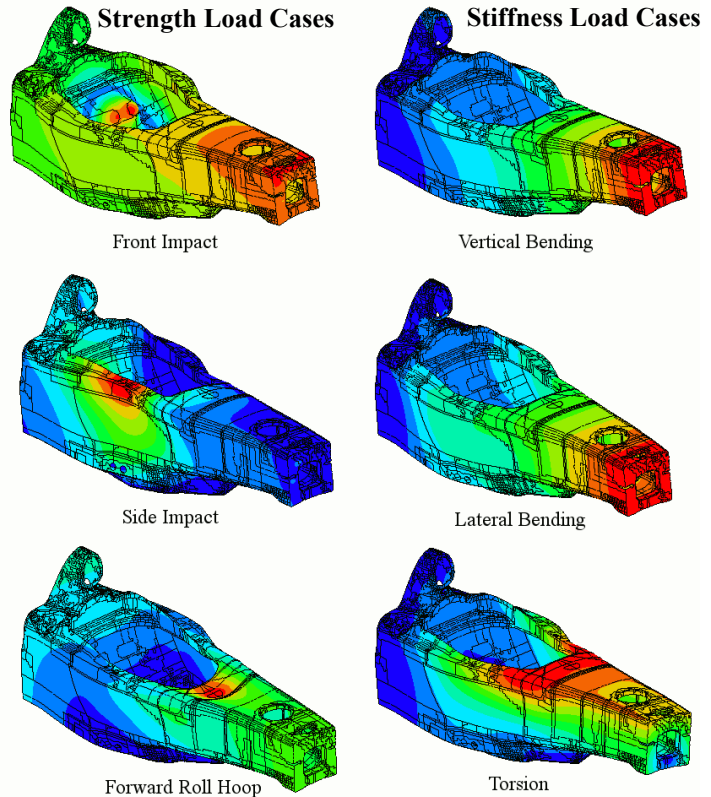 Strength Load Cases
Stiffness Load Cases
Front Impact
Vertical Bending
Side Impact
Lateral Bending
Forward Roll Hoop
Torsion